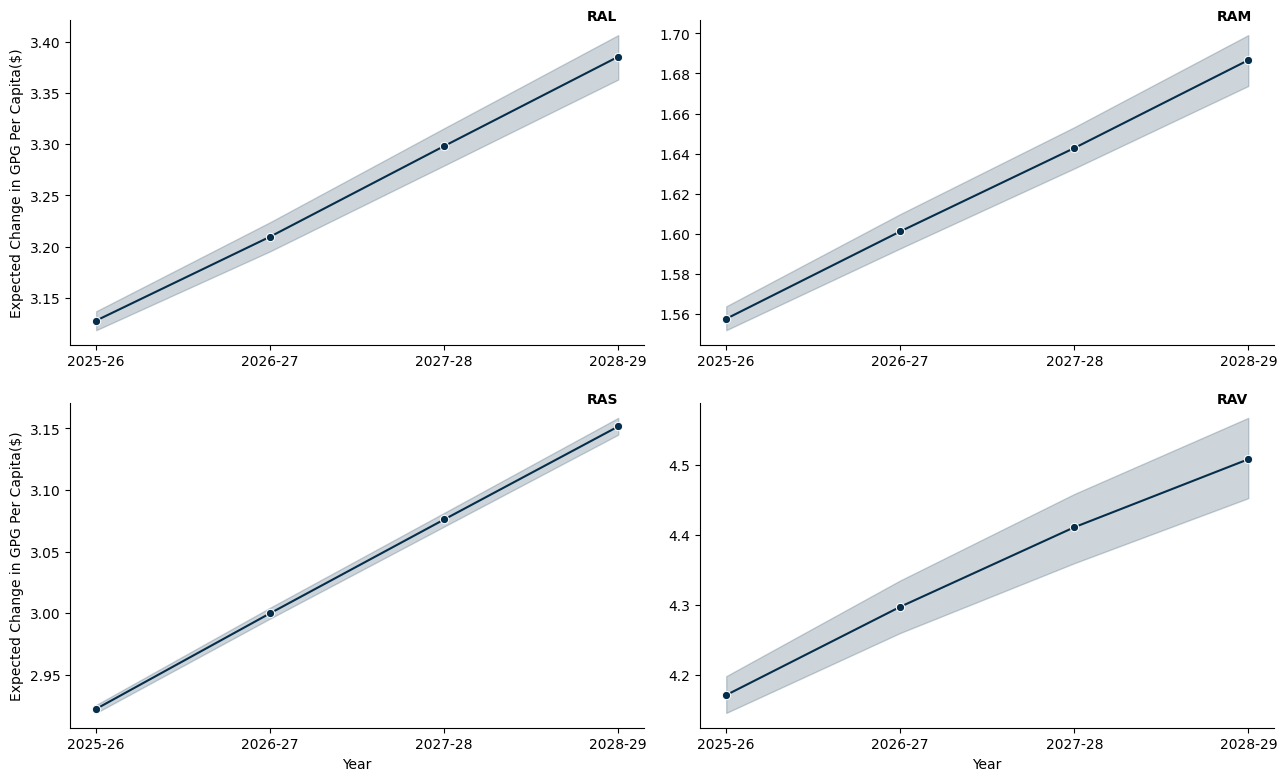 RAL
Expected Change in GPG Per Capita($)
3.40
3.35
3.30
3.25
3.20
3.15
2025-26 2026-27 2027-28 2028-29
RAM
1.70
1.68
1.66
1.64
1.62
1.60
1.58
1.56
2025-26 2026-27 2027-28 2028-29
RAS
Expected Change in GPG Per Capita($)
3.15
3.10
3.05
3.00
2.95
2025-26 2026-27 2027-28 2028-29
Year
RAV
4.5
4.4
4.3
4.2
2025-26 2026-27 2027-28 2028-29
Year